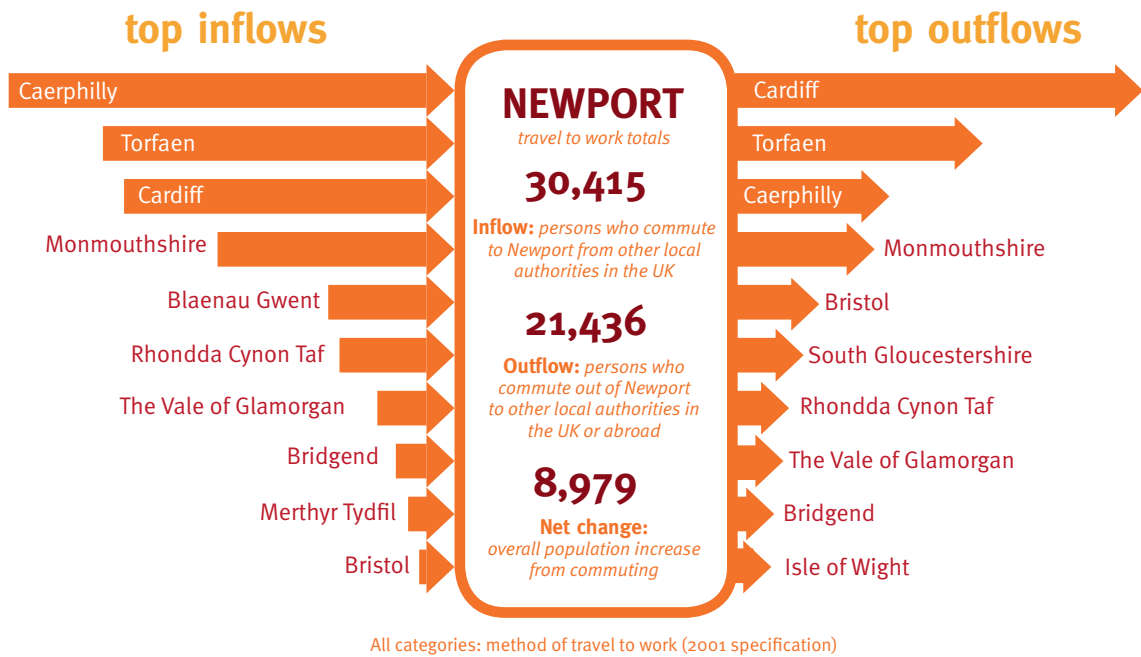 top inflows
Caerphilly
Torfaen
Cardiff
Monmouthshire
Blaenau Gwent
Rhondda Cynon Taf
The Vale of Glamorgan
Bridgend
Merthyr Tydfil
Bristol
NEWPORT
travel to work totals
30,415
Inflow: persons who commute
to Newport from other local
authorities in the UK
21,436
Outflow: persons who
commute out of Newport
to other local authorities in
the UK or abroad
8,979
Net change:
overall population increase
from commuting
top outflows
Cardiff
Torfaen
Caerphilly
Monmouthshire
Bristol
South Gloucestershire
Rhondda Cynon Taf
The Vale of Glamorgan
Bridgend
Isle of Wight
All categories: method of travel to work (2001 specification)